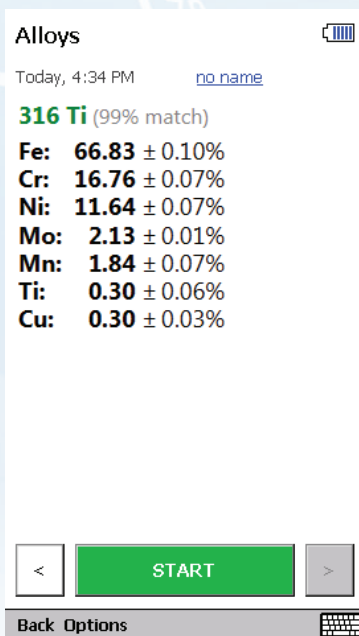 Alloys
Today, 4:34 PM no name
316 Ti (99% match)
Fe: 66.83 ± 0.10%
Cr: 16.76 ± 0.07%
Ni: 11.64 ± 0.07%
Mo: 2.13 ± 0.01%
Mn: 1.84 ± 0.07%
Ti: 0.30 ± 0.06%
Cu: 0.30 ± 0.03%
< START >
Back Options